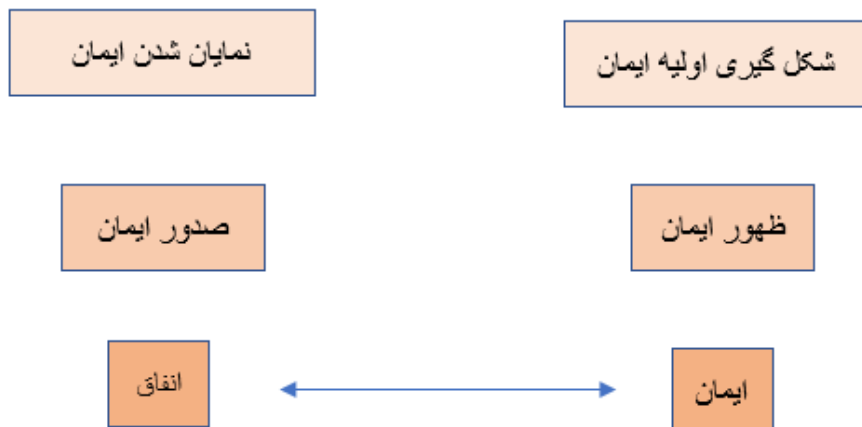 شکل گیری اولیه ایمان
نمایان شدن ایمان
ظهور ایمان
صدور ایمان
ایمان
انفاق